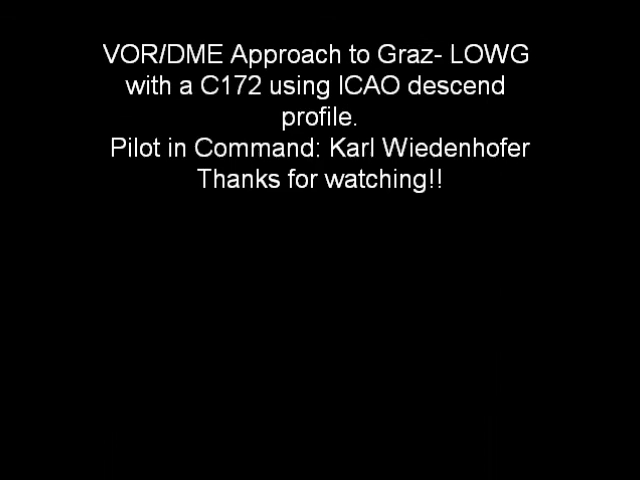 VOR/DME Approach to Graz- LOWG
with a C172 using ICAO descend
profile.
Pilot in Command: Karl Wiedenhofer
Thanks for watching!!